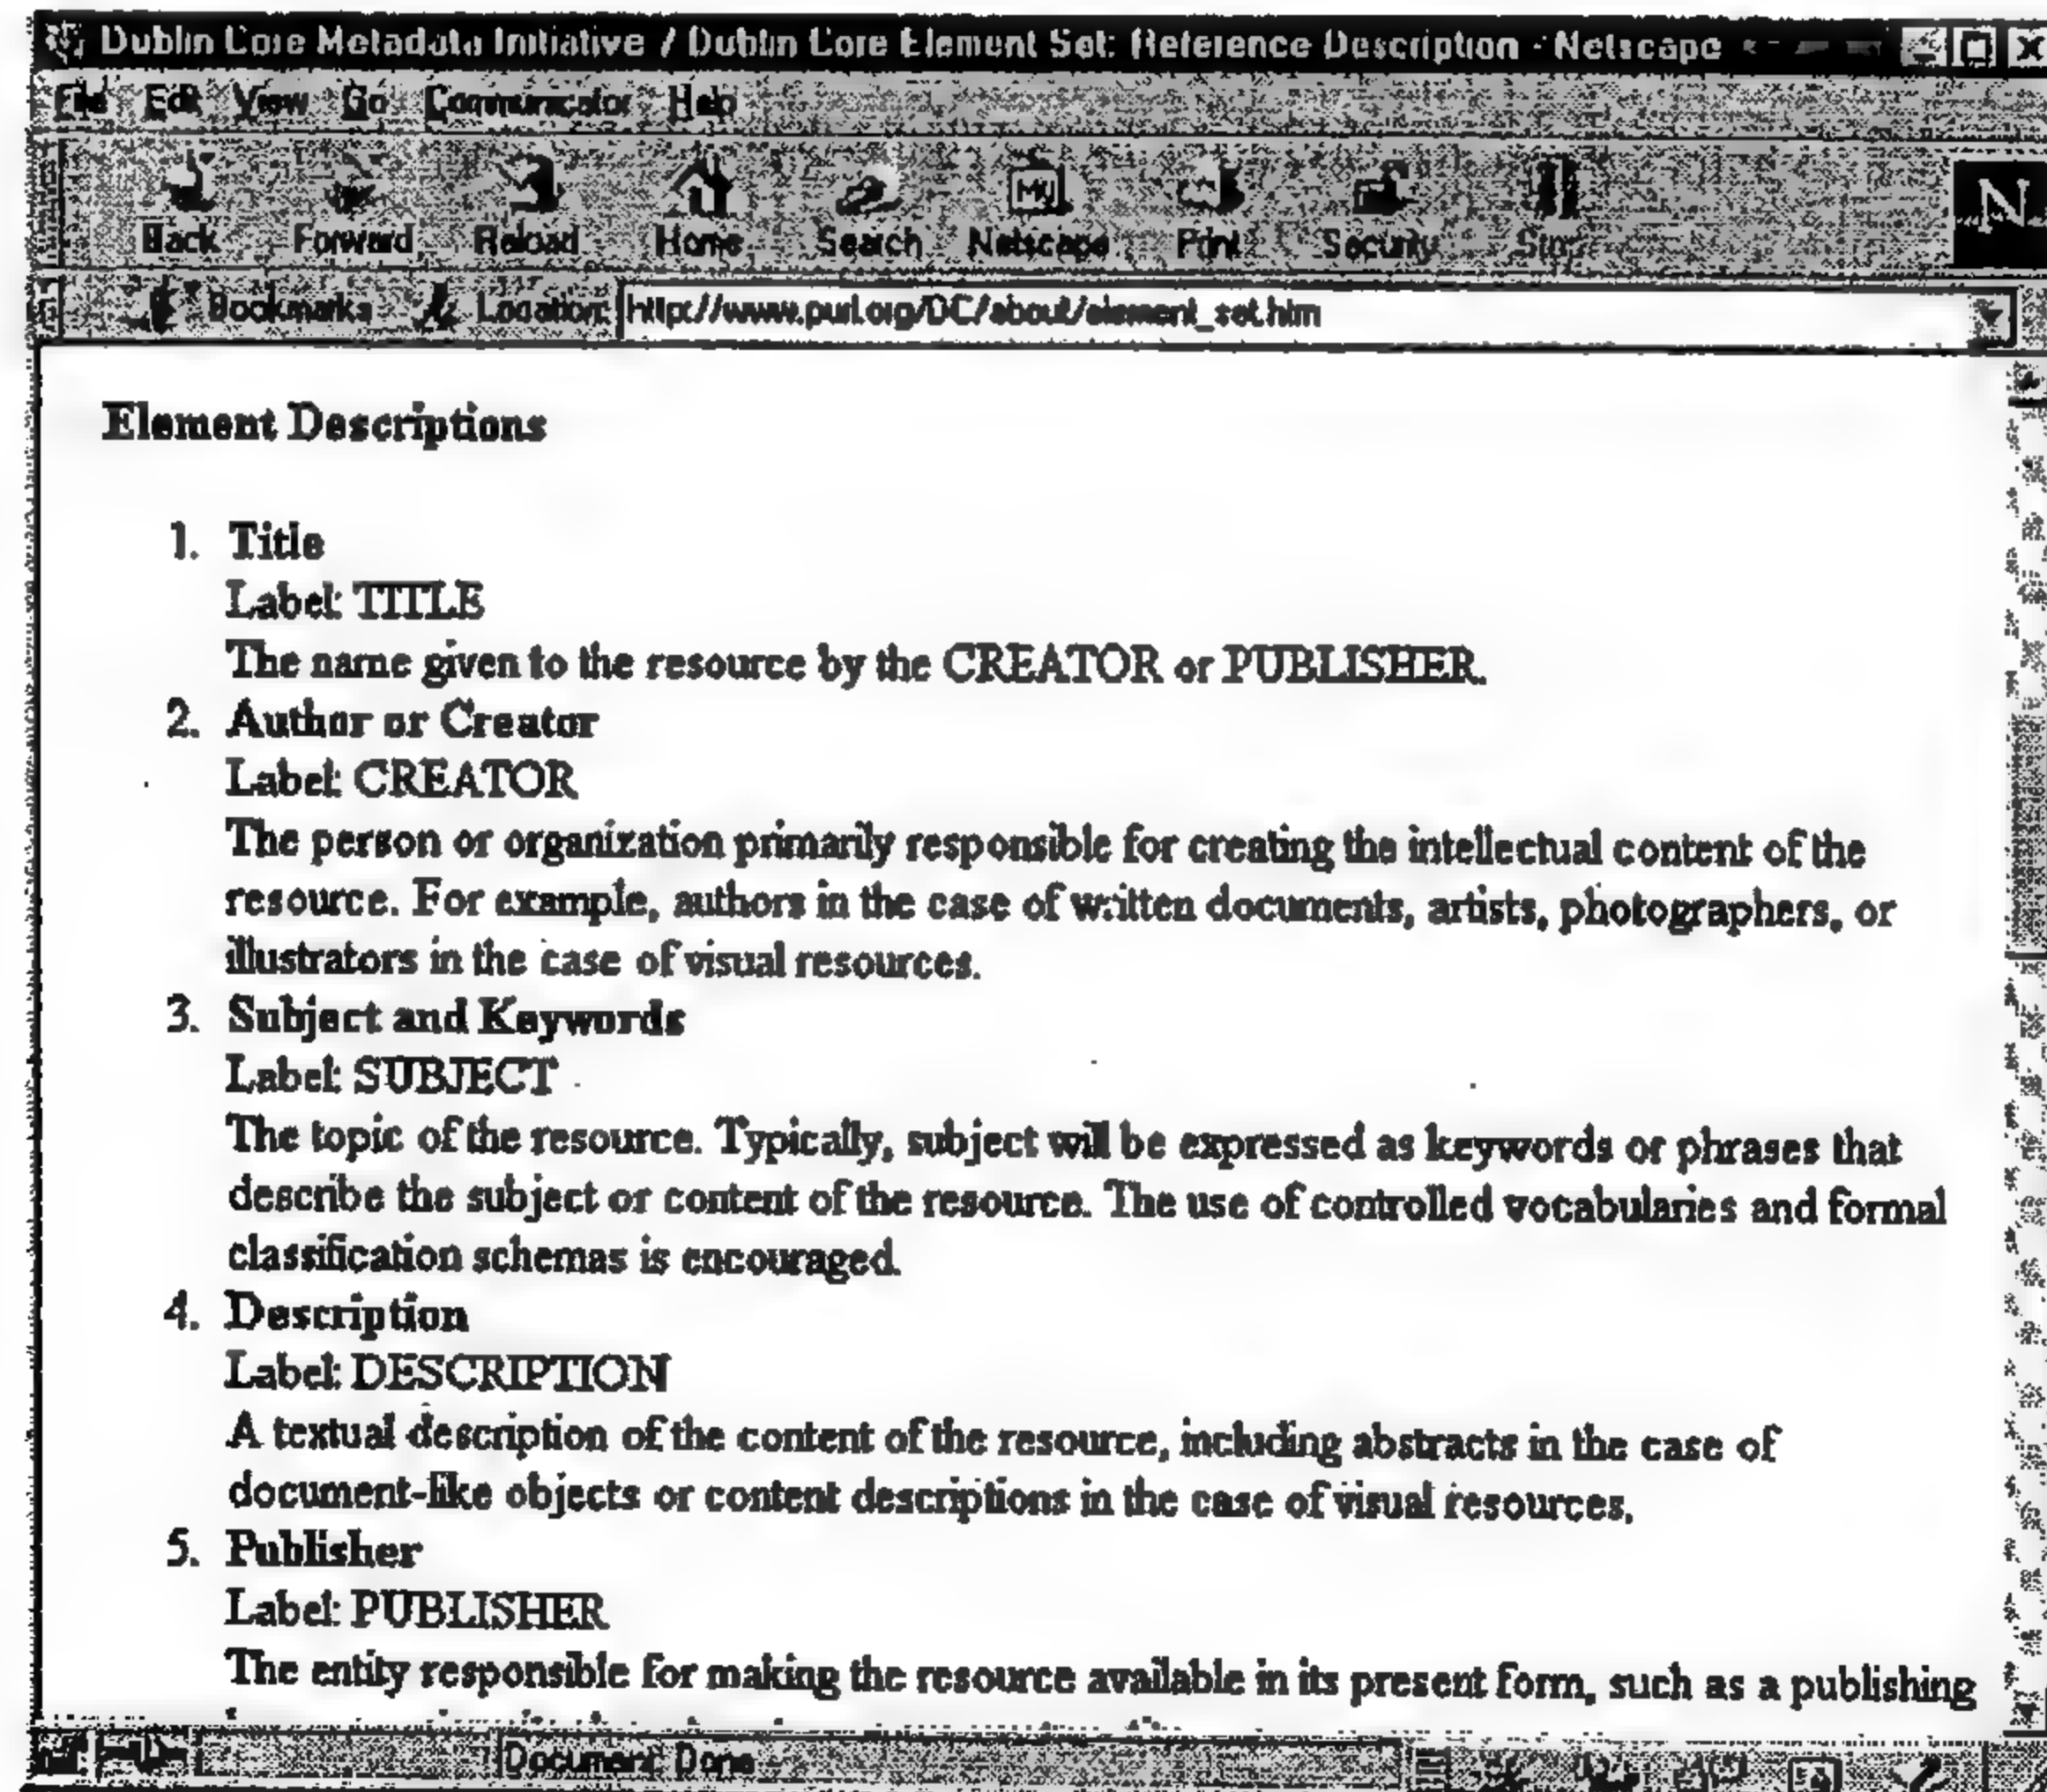 Dublin Core Metadata Initiative / Dublin Core Element Set: Reference Description - Netscape
File Edit View Go Communicator Help
My
N
Back Forward Reload Home Search Netscape Print Security Stop
Bookmarks Location: http://www.purl.org/DC/about/element_set.htm
Element Descriptions
1. Title
Label: TITLE
The name given to the resource by the CREATOR or PUBLISHER.
2. Author or Creator
Label: CREATOR
The person or organization primarily responsible for creating the intellectual content of the
resource. For example, authors in the case of written documents, artists, photographers, or
illustrators in the case of visual resources.
3. Subject and Keywords
Label: SUBJECT
The topic of the resource. Typically, subject will be expressed as keywords or phrases that
describe the subject or content of the resource. The use of controlled vocabularies and formal
classification schemas is encouraged.
4. Description
Label: DESCRIPTION
A textual description of the content of the resource, including abstracts in the case of
document-like objects or content descriptions in the case of visual resources.
5. Publisher
Label: PUBLISHER
The entity responsible for making the resource available in its present form, such as a publishing
Document: Done